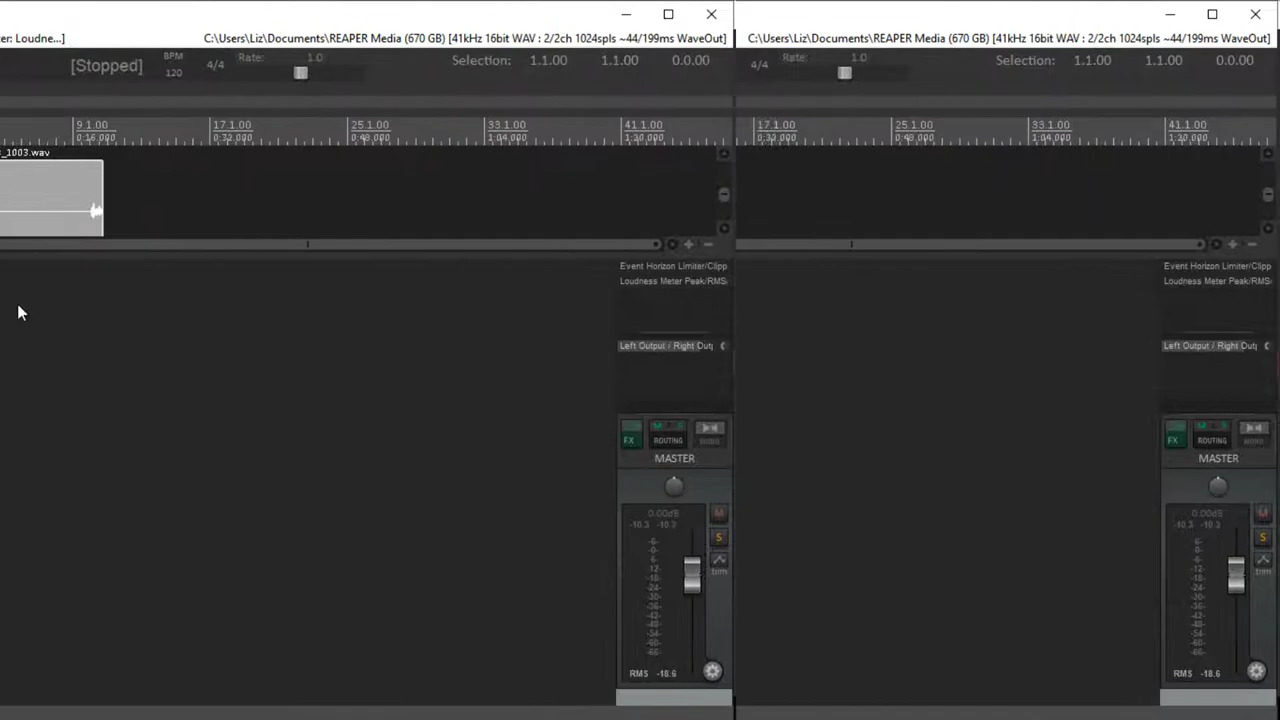 er: Loudne...] C:\Users\Liz\Documents\REAPER Media (670 GB) [41kHz 16bit WAV : 2/2ch 1024spls ~44/199ms WaveOut]
[Stopped] BPM 120 4/4 Rate: 1.0 Selection: 1.1.00 1.1.00 0.0.00
9.1.00 17.1.00 25.1.00 33.1.00 41.1.00
0:16.000 0:32.000 0:48.000 1:04.000 1:20.000
_1003.wav
Event Horizon Limiter/Clipp
Loudness Meter Peak/RMS
Left Output / Right Outp
M S
FX ROUTING MONO
MASTER
0.00dB M
-10.3 -10.3
S
-6-
-0-
6-
12-
-18-
-24-
-30-
-36-
-42-
-48-
-54-
-60-
-66-
trim
RMS -18.6
C:\Users\Liz\Documents\REAPER Media (670 GB) [41kHz 16bit WAV : 2/2ch 1024spls ~44/199ms WaveOut]
4/4 Rate: 1.0 Selection: 1.1.00 1.1.00 0.0.00
17.1.00 25.1.00 33.1.00 41.1.00
0:32.000 0:48.000 1:04.000 1:20.000
Event Horizon Limiter/Clipp
Loudness Meter Peak/RMS
Left Output / Right Outp
M S
FX ROUTING MONO
MASTER
0.00dB M
-10.3 -10.3
S
6-
-0-
6-
12-
-18-
-24-
-30-
-36-
-42-
-48-
-54-
-60-
-66-
trim
RMS -18.6